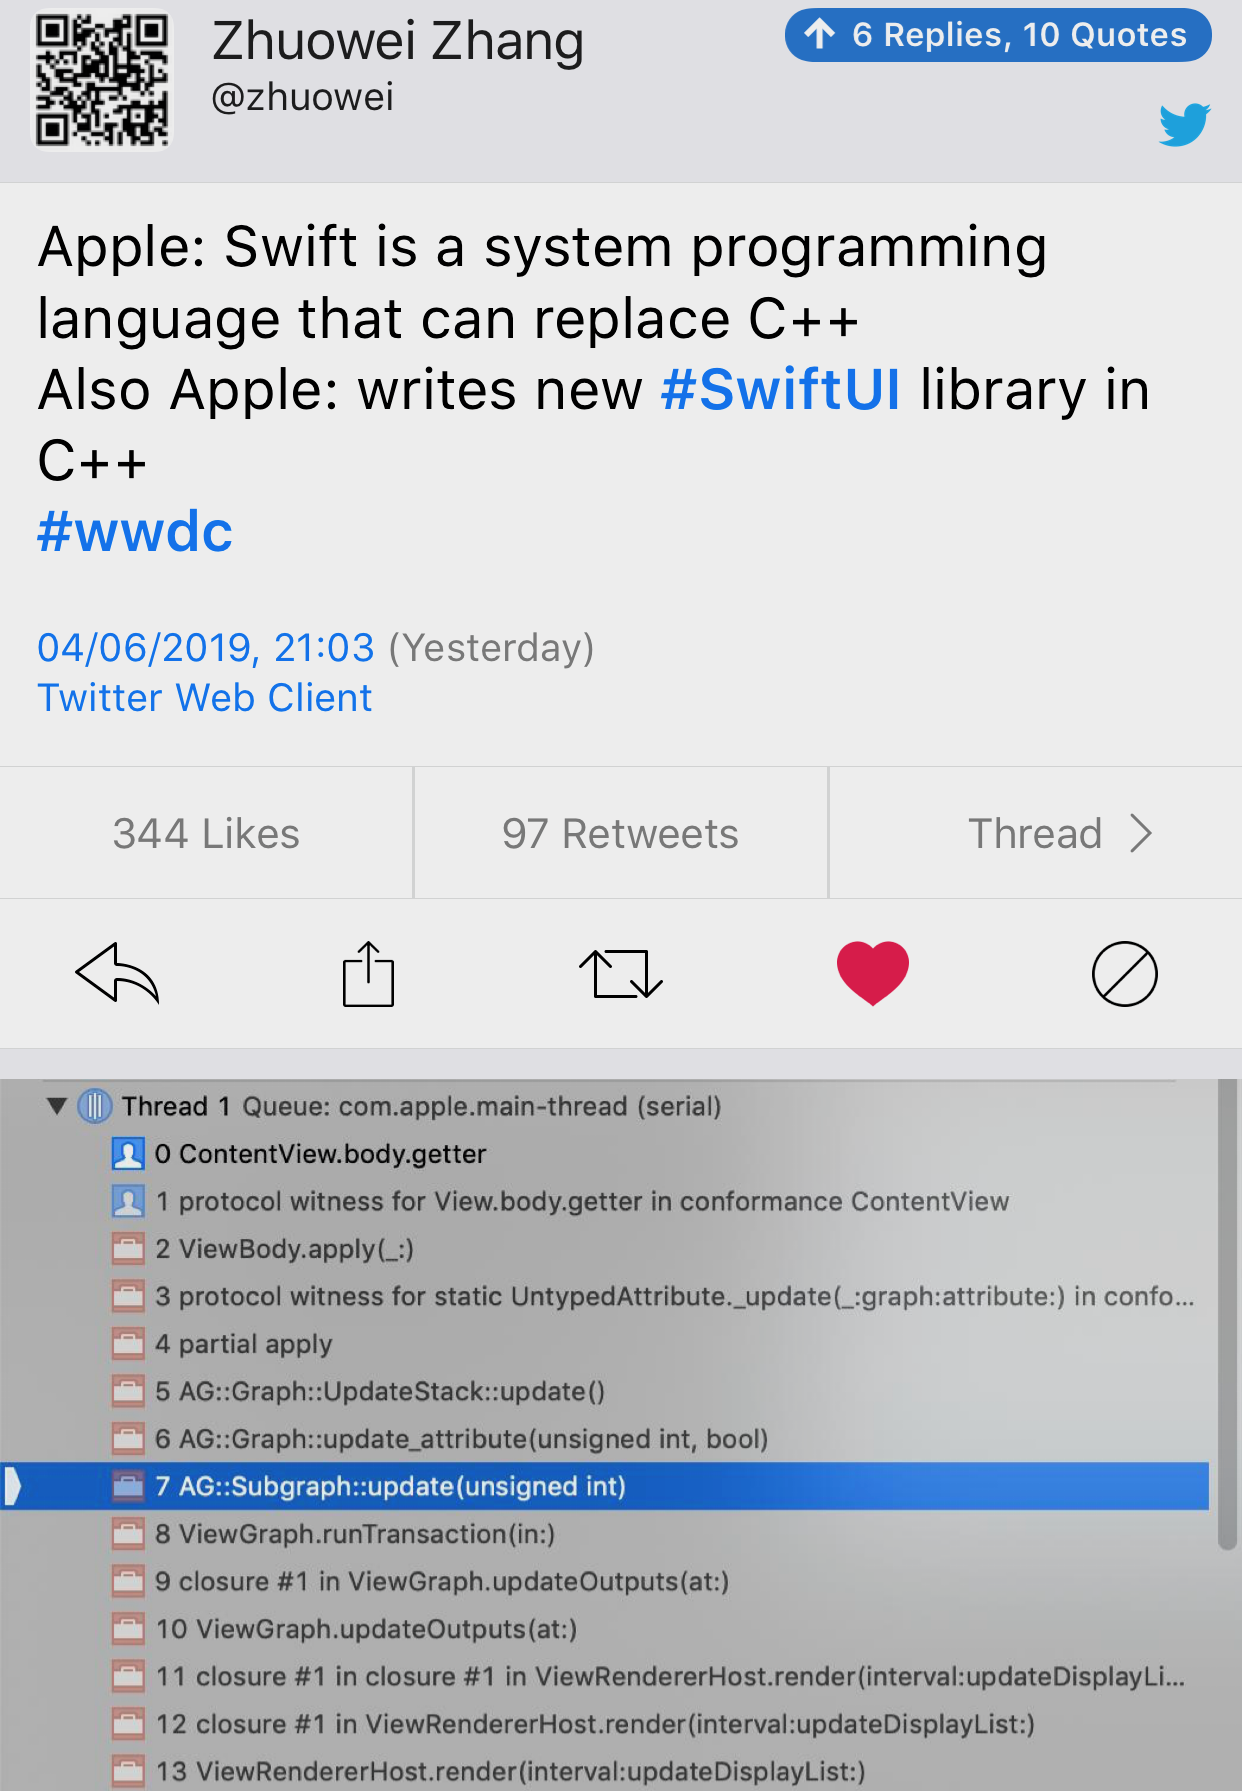 Zhuowei Zhang
@zhuowei
6 Replies, 10 Quotes
Apple: Swift is a system programming
language that can replace C++
Also Apple: writes new #SwiftUI library in
C++
#wwdc
04/06/2019, 21:03 (Yesterday)
Twitter Web Client
344 Likes
97 Retweets
Thread
Thread 1 Queue: com.apple.main-thread (serial)
0 ContentView.body.getter
1 protocol witness for View.body.getter in conformance ContentView
2 ViewBody.apply(_:)
3 protocol witness for static UntypedAttribute._update(_:graph:attribute:) in confo...
4 partial apply
5 AG::Graph::UpdateStack::update()
6 AG::Graph::update_attribute(unsigned int, bool)
7 AG::Subgraph::update(unsigned int)
8 ViewGraph.runTransaction(in:)
9 closure #1 in ViewGraph.updateOutputs(at:)
10 ViewGraph.updateOutputs(at:)
11 closure #1 in closure #1 in ViewRendererHost.render(interval:updateDisplayLi...
12 closure #1 in ViewRendererHost.render(interval:updateDisplayList:)
13 ViewRendererHost.render(interval:updateDisplayList:)